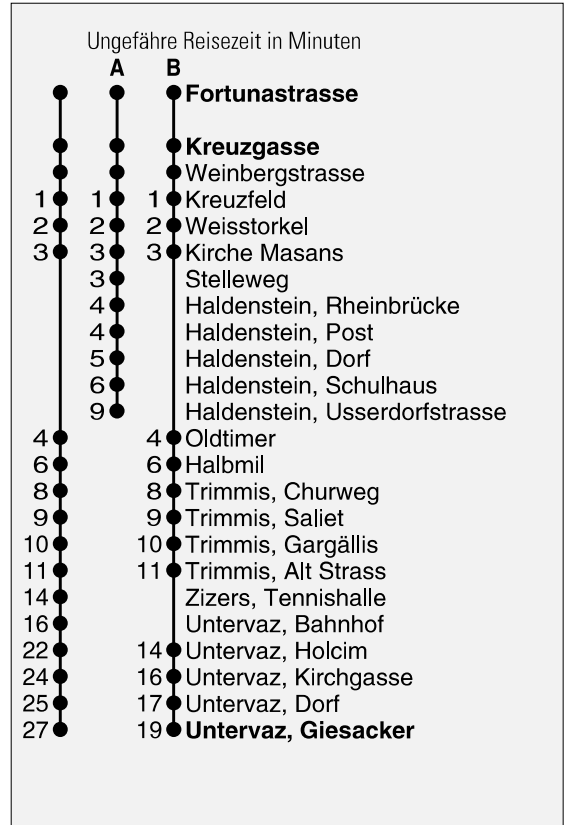 Ungefähre Reisezeit in Minuten
A B
Fortunastrasse
Kreuzgasse
Weinbergstrasse
1 1 1 Kreuzfeld
2 2 2 Weisstorkel
3 3 3 Kirche Masans
3 Stelleweg
4 Haldenstein, Rheinbrücke
4 Haldenstein, Post
5 Haldenstein, Dorf
6 Haldenstein, Schulhaus
9 Haldenstein, Usserdorfstrasse
4 4 Oldtimer
6 6 Halbmil
8 8 Trimmis, Churweg
9 9 Trimmis, Saliet
10 10 Trimmis, Gargällis
11 11 Trimmis, Alt Strass
14 Zizers, Tennishalle
16 Untervaz, Bahnhof
22 14 Untervaz, Holcim
24 16 Untervaz, Kirchgasse
25 17 Untervaz, Dorf
27 19 Untervaz, Giesacker